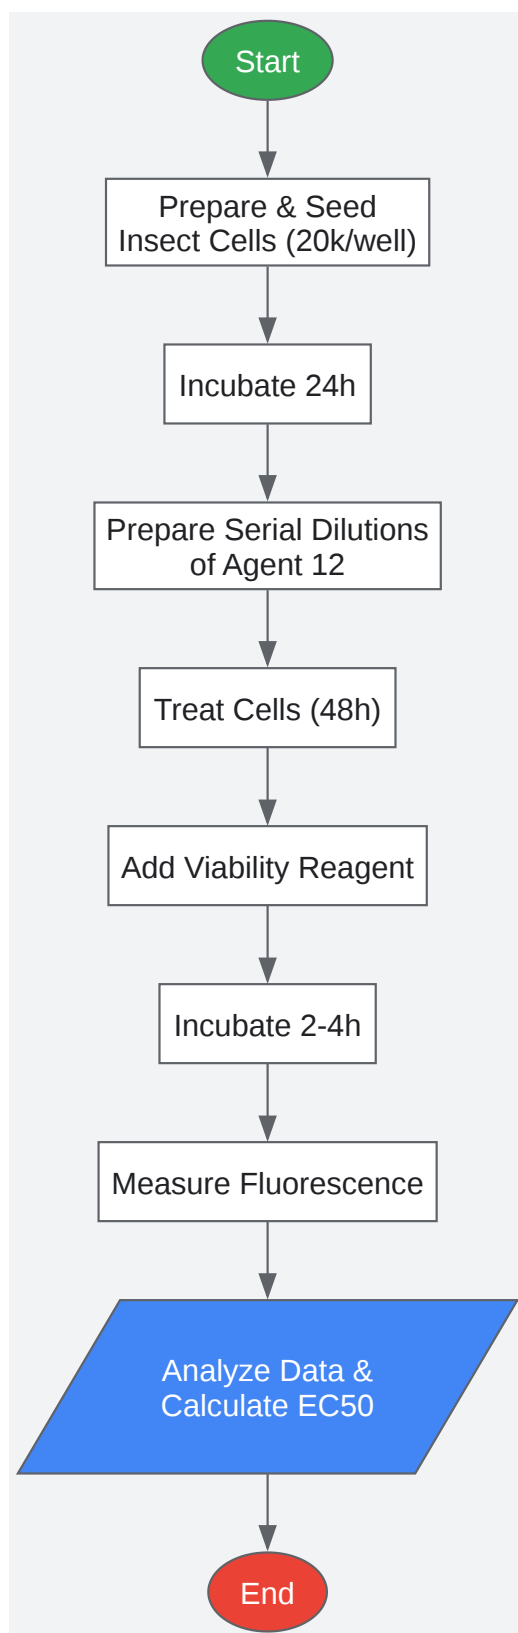 Start
Prepare & Seed
Insect Cells (20k/well)
Incubate 24h
Prepare Serial Dilutions
of Agent 12
Treat Cells (48h)
Add Viability Reagent
Incubate 2-4h
Measure Fluorescence
Analyze Data &
Calculate EC50
End